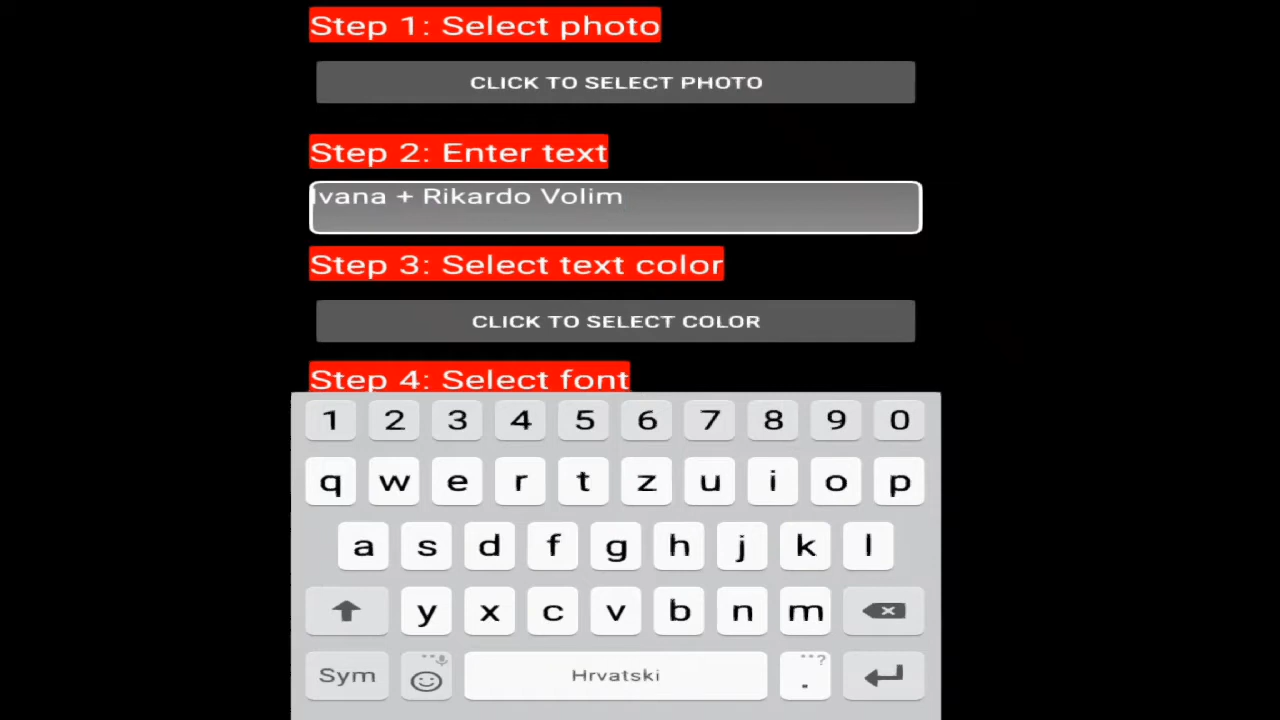 Step 1: Select photo
CLICK TO SELECT PHOTO
Step 2: Enter text
Ivana + Rikardo Volim
Step 3: Select text color
CLICK TO SELECT COLOR
Step 4: Select font
1 2 3 4 5 6 7 8 9 0
q w e r t z u i o p
a s d f g h j k l
y x c v b n m
Sym Hrvatski . ?